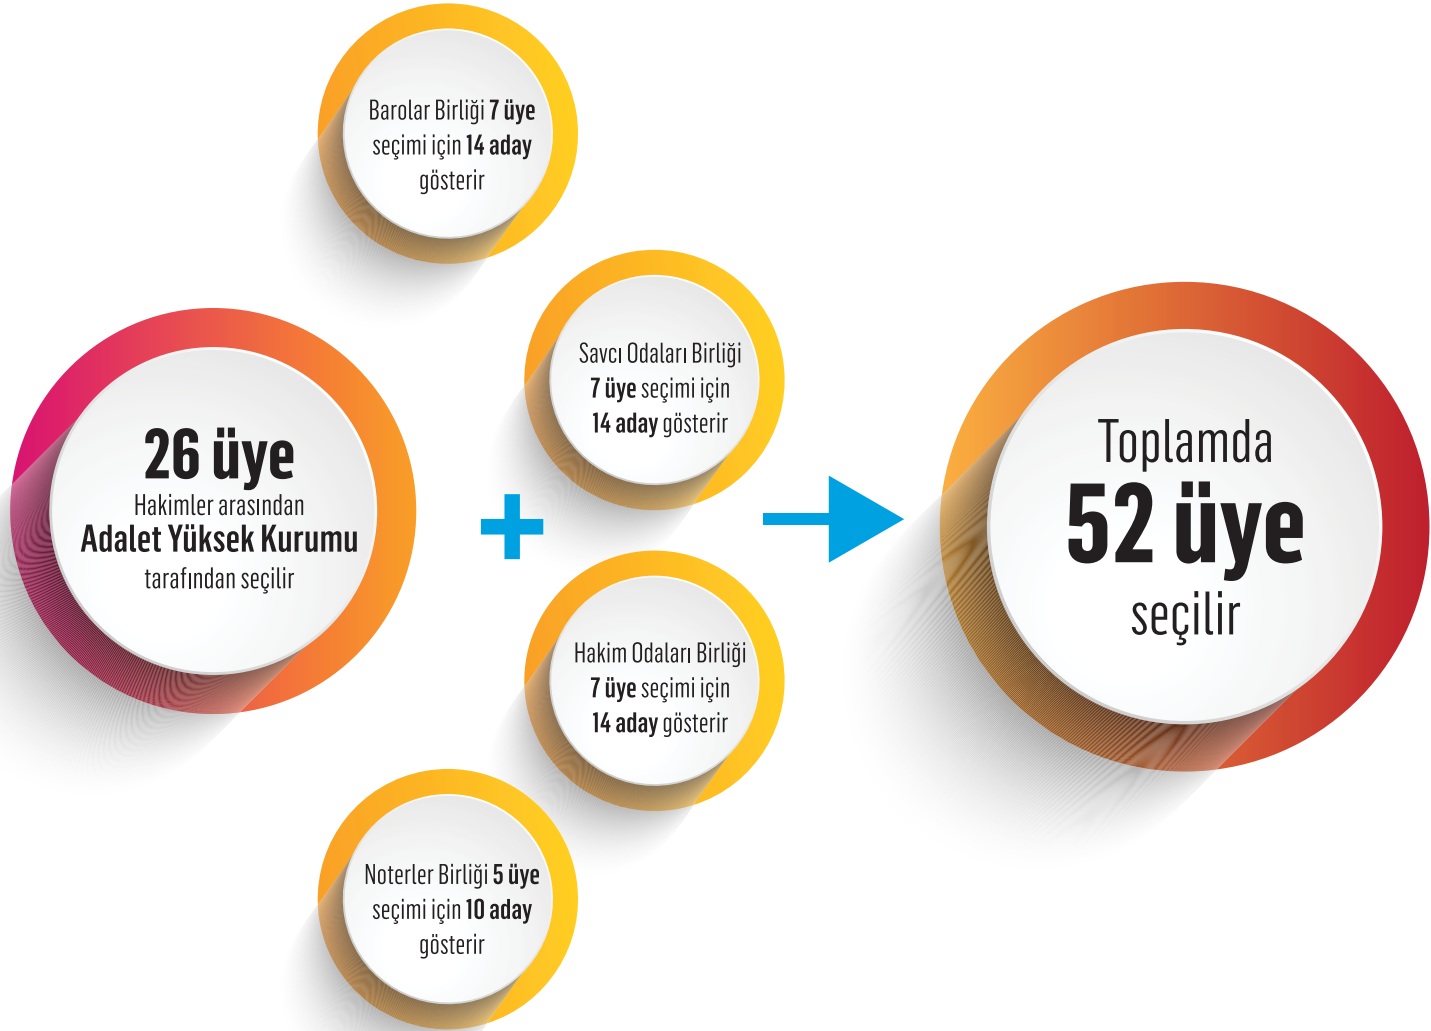 Barolar Birliği 7 üye
seçimi için 14 aday
gösterir
Savcı Odaları Birliği
7 üye seçimi için
14 aday gösterir
26 üye
Hakimler arasından
Adalet Yüksek Kurumu
tarafından seçilir
+
Toplamda
52 üye
seçilir
Hakim Odaları Birliği
7 üye seçimi için
14 aday gösterir
Noterler Birliği 5 üye
seçimi için 10 aday
gösterir